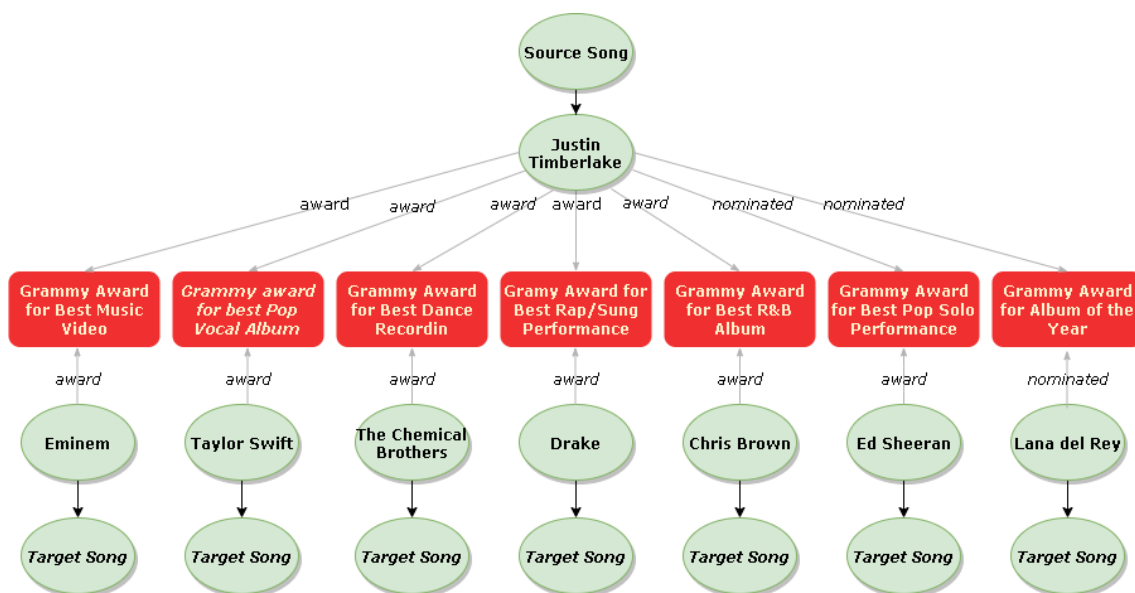 Source Song
Justin
Timberlake
award
award
award
award
award
nominated
nominated
Grammy Award
for Best Music
Video
Grammy award
for best Pop
Vocal Album
Grammy Award
for Best Dance
Recordin
Gramy Award for
Best Rap/Sung
Performance
Grammy Award
for Best R&B
Album
Grammy Award
for Best Pop Solo
Performance
Grammy Award
for Album of the
Year
award
award
award
award
award
award
nominated
Eminem
Taylor Swift
The Chemical
Brothers
Drake
Chris Brown
Ed Sheeran
Lana del Rey
Target Song
Target Song
Target Song
Target Song
Target Song
Target Song
Target Song